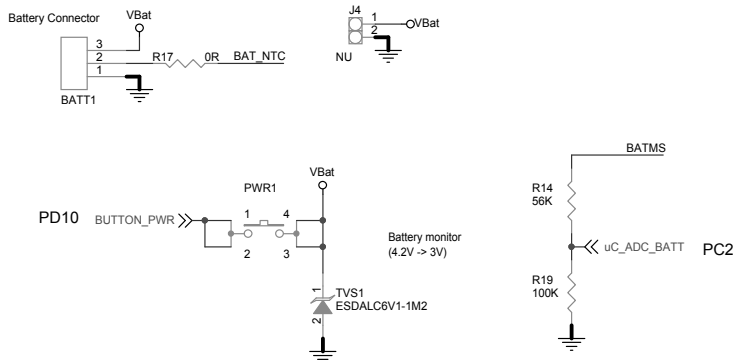 Battery Connector
VBat
3
2
1
R17
0R
BAT_NTC
BATT1
J4
1
2
VBat
NU
PD10
BUTTON_PWR
PWR1
1
4
2
3
VBat
1
2
TVS1
ESDALC6V1-1M2
Battery monitor
(4.2V -> 3V)
BATMS
R14
56K
uC_ADC_BATT
PC2
R19
100K